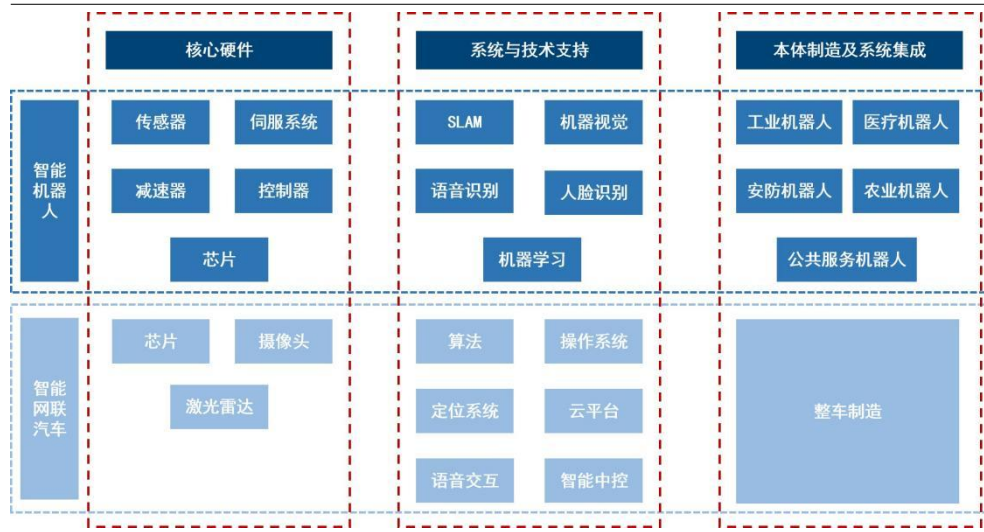 核心硬件
系统与技术支持
本体制造及系统集成
智能
机器
人
传感器
伺服系统
SLAM
机器视觉
工业机器人
医疗机器人
减速器
控制器
语音识别
人脸识别
安防机器人
农业机器人
芯片
机器学习
公共服务机器人
智能
网联
汽车
芯片
摄像头
算法
操作系统
激光雷达
定位系统
云平台
整车制造
语音交互
智能中控